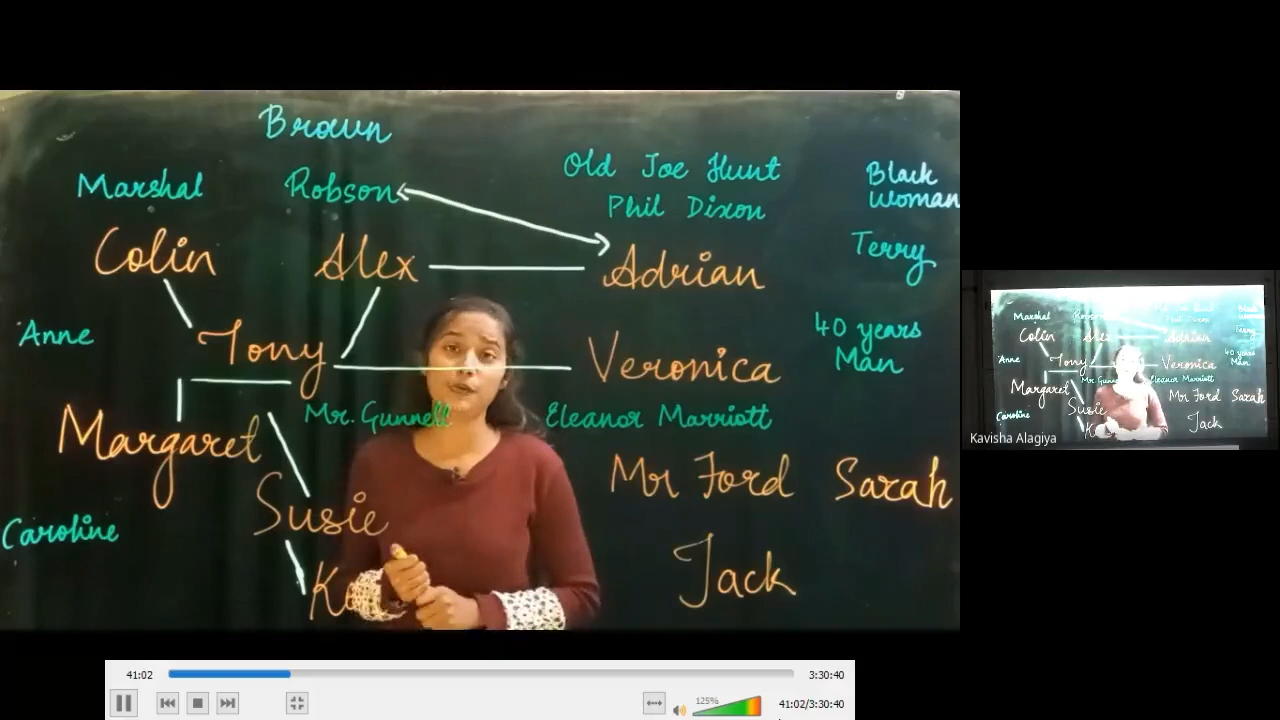 Brown
Marshal Robson Old Joe Hunt Black
Phil Dixon Woman
Colin Alex Adrian Terry
Anne Tony Veronica 40 years
Man
Margaret Mr. Gunnell Eleanor Marriott
Susie Mr Ford Sarah
Caroline
Jack
Kavisha Alagiya
41:02 3:30:40
125%
41:02/3:30:40